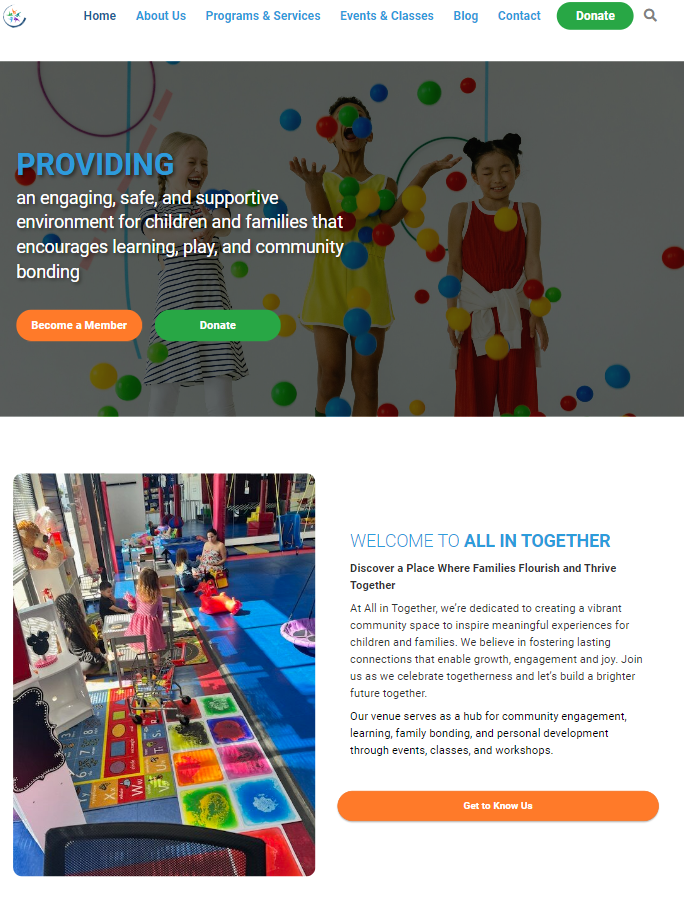 Home
About Us
Programs & Services
Events & Classes
Blog
Contact
Donate
PROVIDING
an engaging, safe, and supportive
environment for children and families that
encourages learning, play, and community
bonding
Become a Member
Donate
WELCOME TO ALL IN TOGETHER
Discover a Place Where Families Flourish and Thrive
Together
At All in Together, we're dedicated to creating a vibrant
community space to inspire meaningful experiences for
children and families. We believe in fostering lasting
connections that enable growth, engagement and joy. Join
us as we celebrate togetherness and let's build a brighter
future together.
Our venue serves as a hub for community engagement,
learning, family bonding, and personal development
through events, classes, and workshops.
Get to Know Us